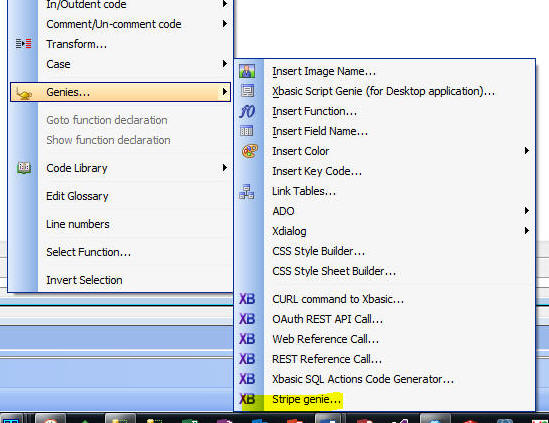 In/Outdent code
Comment/Un-comment code
Transform...
Case
Genies...
Goto function declaration
Show function declaration
Code Library
Edit Glossary
Line numbers
Select Function...
Invert Selection
Insert Image Name...
Xbasic Script Genie (for Desktop application)...
f0 Insert Function...
Insert Field Name...
Insert Color
Insert Key Code...
Link Tables...
ADO
Xdialog
CSS Style Builder...
CSS Style Sheet Builder...
XB CURL command to Xbasic...
XB OAuth REST API Call...
XB Web Reference Call...
XB REST Reference Call...
XB Xbasic SQL Actions Code Generator...
XB Stripe genie...